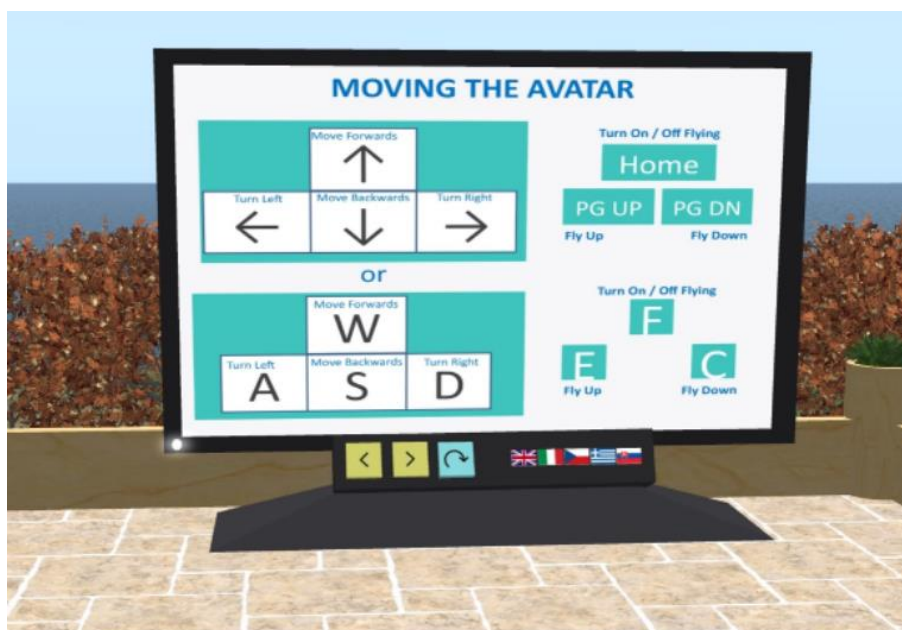 MOVING THE AVATAR
Move Forwards
↑
Turn Left Move Backwards Turn Right
← ↓ →
or
Move Forwards
W
Turn Left Move Backwards Turn Right
A S D
Turn On / Off Flying
Home
PG UP PG DN
Fly Up Fly Down
Turn On / Off Flying
F
E C
Fly Up Fly Down
< >